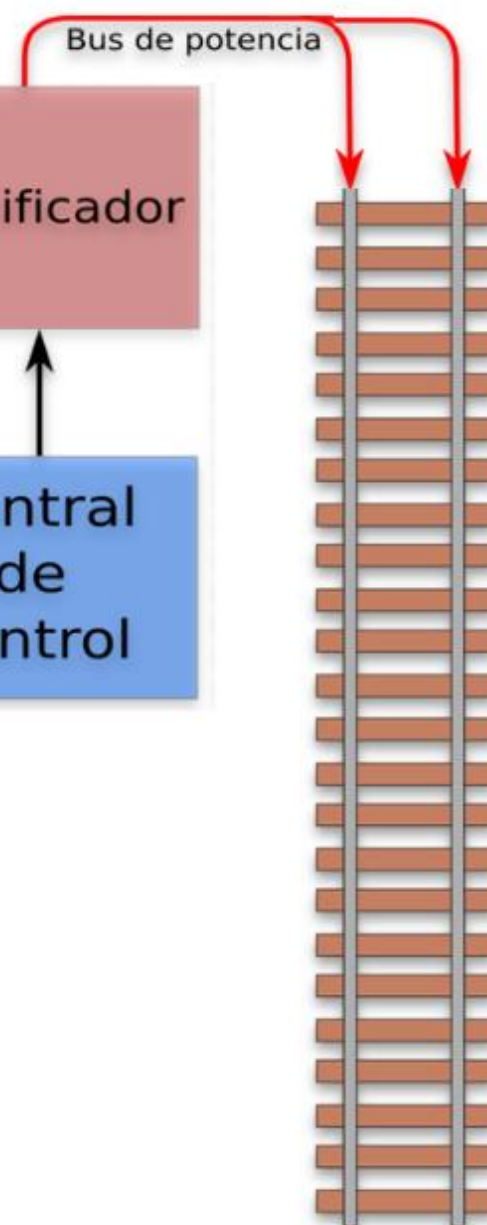 Bus de potencia
ificador
ntral
de
ntrol